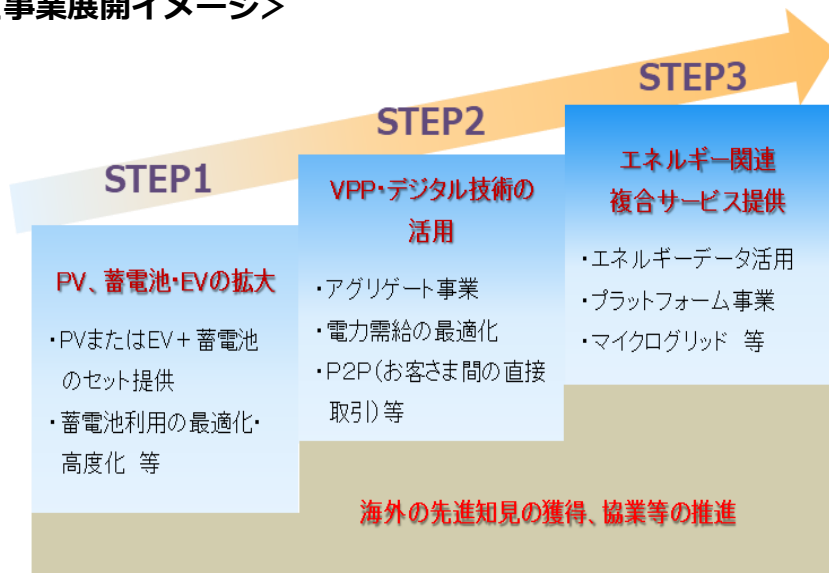 事業展開イメージ＞
STEP3
STEP2
STEP1
エネルギー関連
複合サービス提供
・エネルギーデータ活用
・プラットフォーム事業
・マイクログリッド 等
VPP・デジタル技術の
活用
・アグリゲート事業
・電力需給の最適化
・P2P（お客さま間の直接
取引）等
PV、蓄電池・EVの拡大
・PVまたはEV＋蓄電池
のセット提供
・蓄電池利用の最適化・
高度化 等
海外の先進知見の獲得、協業等の推進